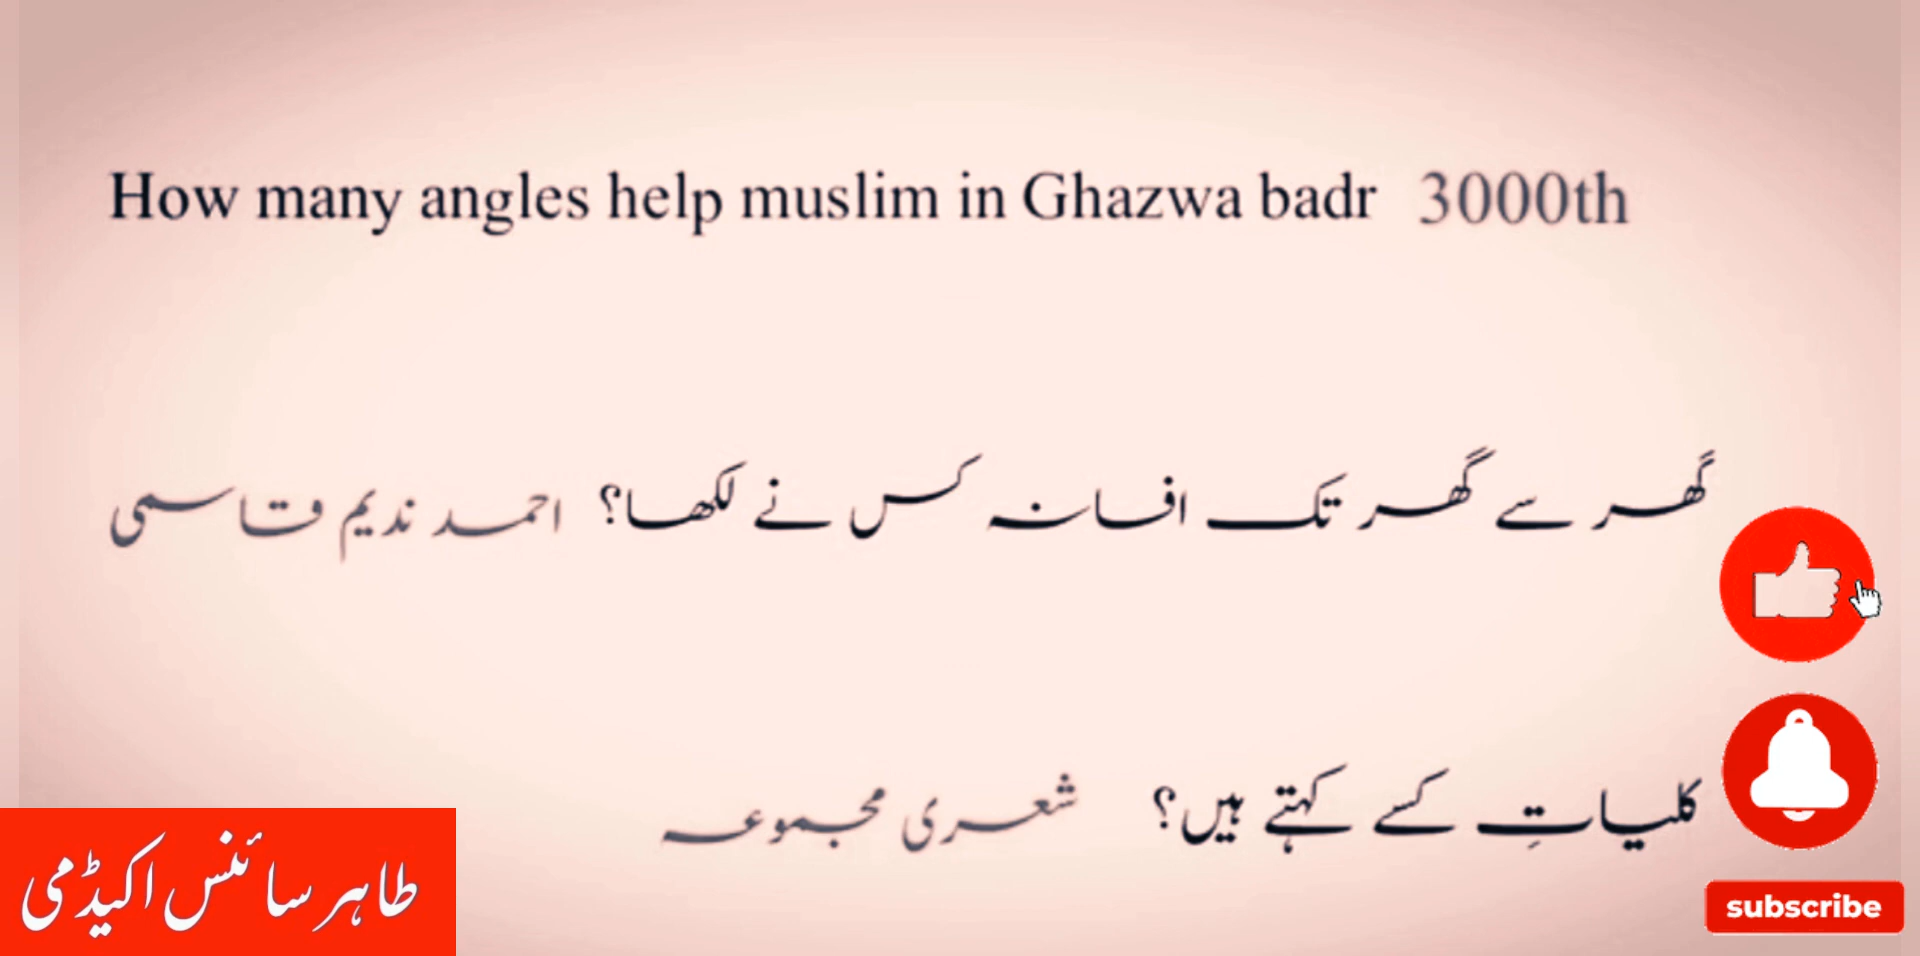 How many angles help muslim in Ghazwa badr 3000th
گھر سے گھر تک افسانہ کس نے لکھا؟ احمد ندیم قاسمی
کلیاتِ کسے کہتے ہیں؟ شعری مجموعہ
طاہر سائنس اکیڈمی
subscribe